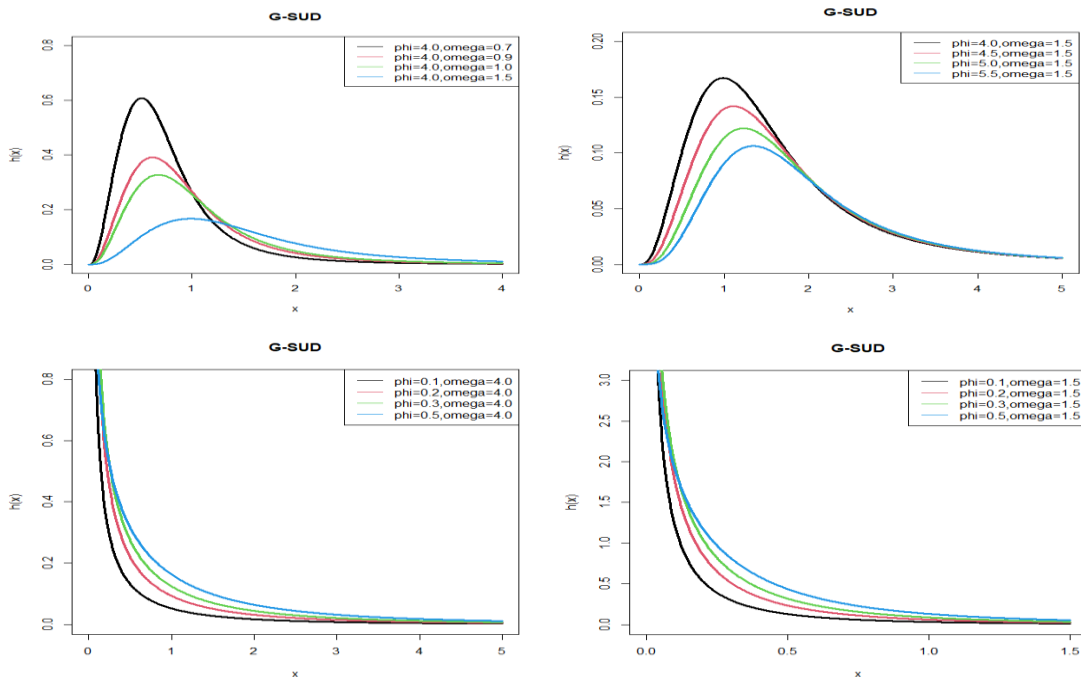 G-SUD
phi=4.0,omega=0.7
phi=4.0,omega=0.9
phi=4.0,omega=1.0
phi=4.0,omega=1.5
h(x)
0.0 0.2 0.4 0.6 0.8
0 1 2 3 4
x
G-SUD
phi=4.0,omega=1.5
phi=4.5,omega=1.5
phi=5.0,omega=1.5
phi=5.5,omega=1.5
h(x)
0.00 0.05 0.10 0.15 0.20
0 1 2 3 4 5
x
G-SUD
phi=0.1,omega=4.0
phi=0.2,omega=4.0
phi=0.3,omega=4.0
phi=0.5,omega=4.0
h(x)
0.0 0.2 0.4 0.6 0.8
0 1 2 3 4 5
x
G-SUD
phi=0.1,omega=1.5
phi=0.2,omega=1.5
phi=0.3,omega=1.5
phi=0.5,omega=1.5
h(x)
0.0 0.5 1.0 1.5 2.0 2.5 3.0
0.0 0.5 1.0 1.5
x